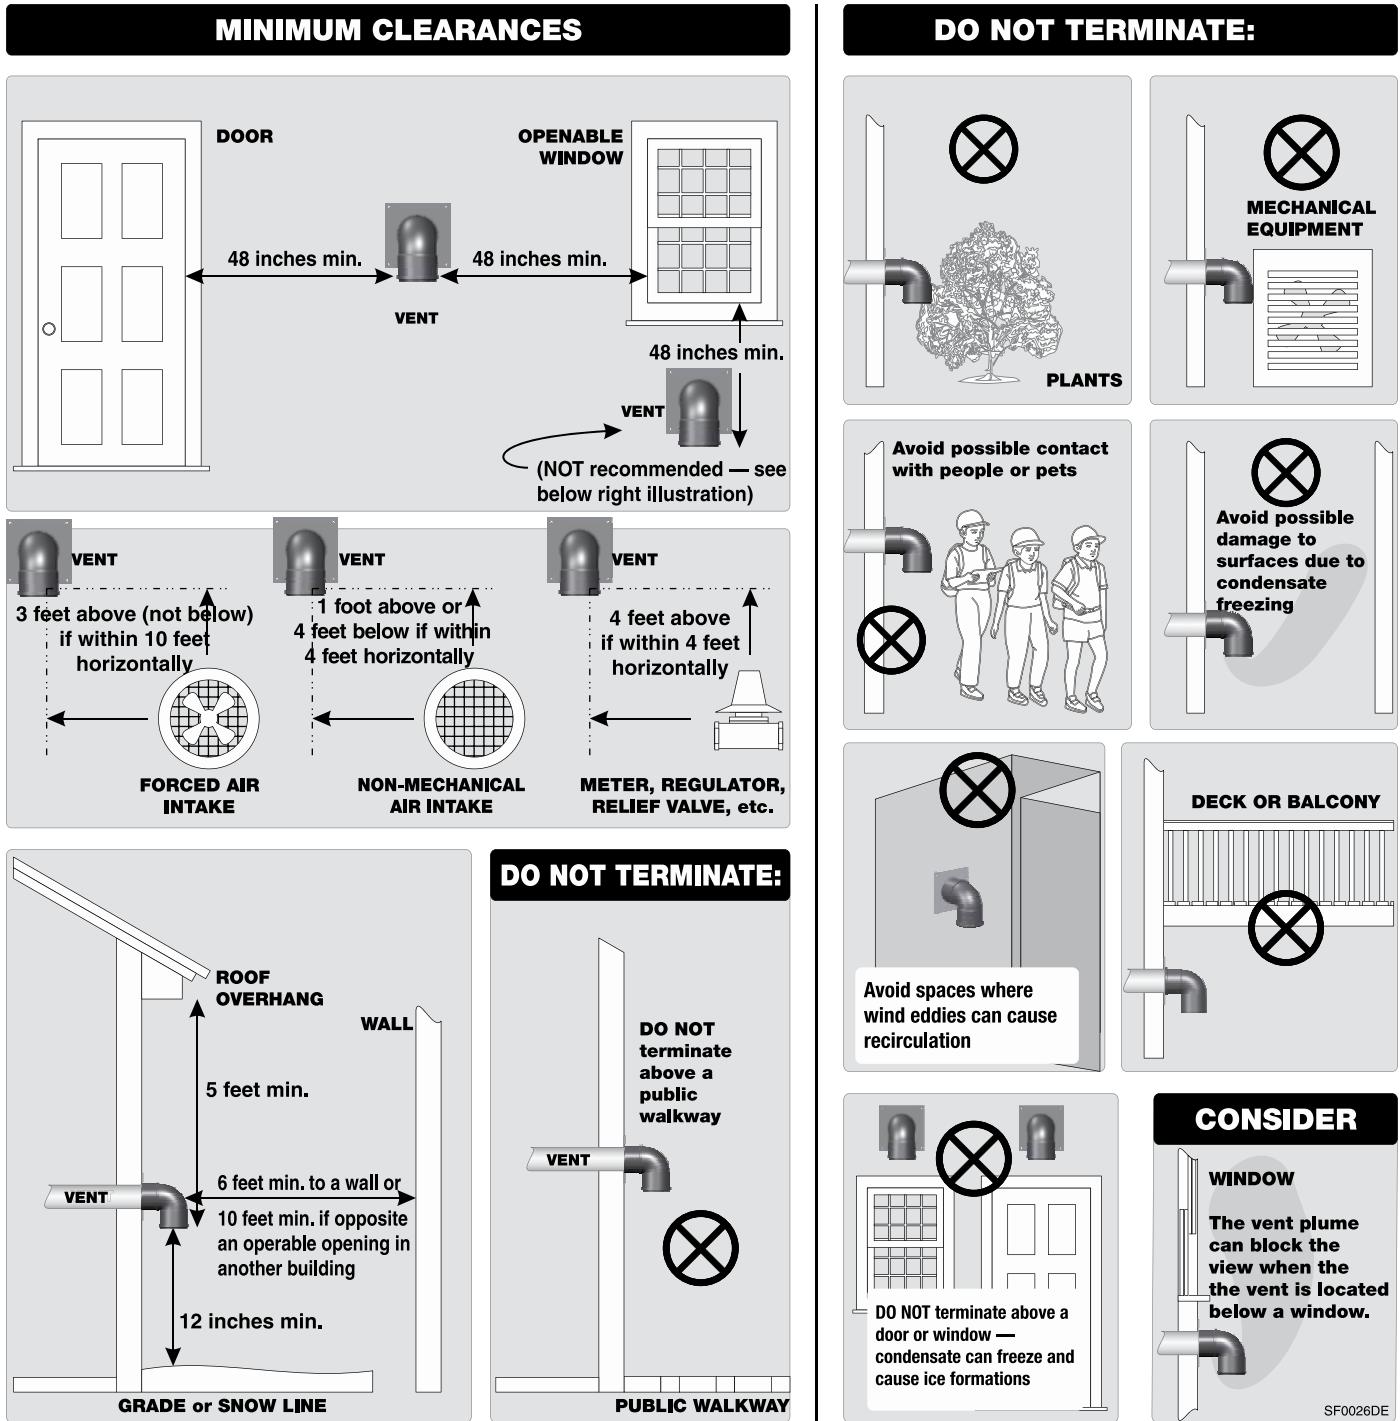 MINIMUM CLEARANCES
DOOR
OPENABLE
WINDOW
48 inches min.
48 inches min.
VENT
48 inches min.
VENT
(NOT recommended — see
below right illustration)
VENT
3 feet above (not below)
if within 10 feet
horizontally
FORCED AIR
INTAKE
VENT
1 foot above or
4 feet below if within
4 feet horizontally
NON-MECHANICAL
AIR INTAKE
VENT
4 feet above
if within 4 feet
horizontally
METER, REGULATOR,
RELIEF VALVE, etc.
ROOF
OVERHANG
WALL
5 feet min.
VENT
6 feet min. to a wall or
10 feet min. if opposite
an operable opening in
another building
12 inches min.
GRADE or SNOW LINE
DO NOT TERMINATE:
DO NOT
terminate
above a
public
walkway
VENT
PUBLIC WALKWAY
DO NOT TERMINATE:
PLANTS
MECHANICAL
EQUIPMENT
Avoid possible contact
with people or pets
Avoid possible
damage to
surfaces due to
condensate
freezing
Avoid spaces where
wind eddies can cause
recirculation
DECK OR BALCONY
DO NOT terminate above a
door or window —
condensate can freeze and
cause ice formations
CONSIDER
WINDOW
The vent plume
can block the
view when the
the vent is located
below a window.
SF0026DE